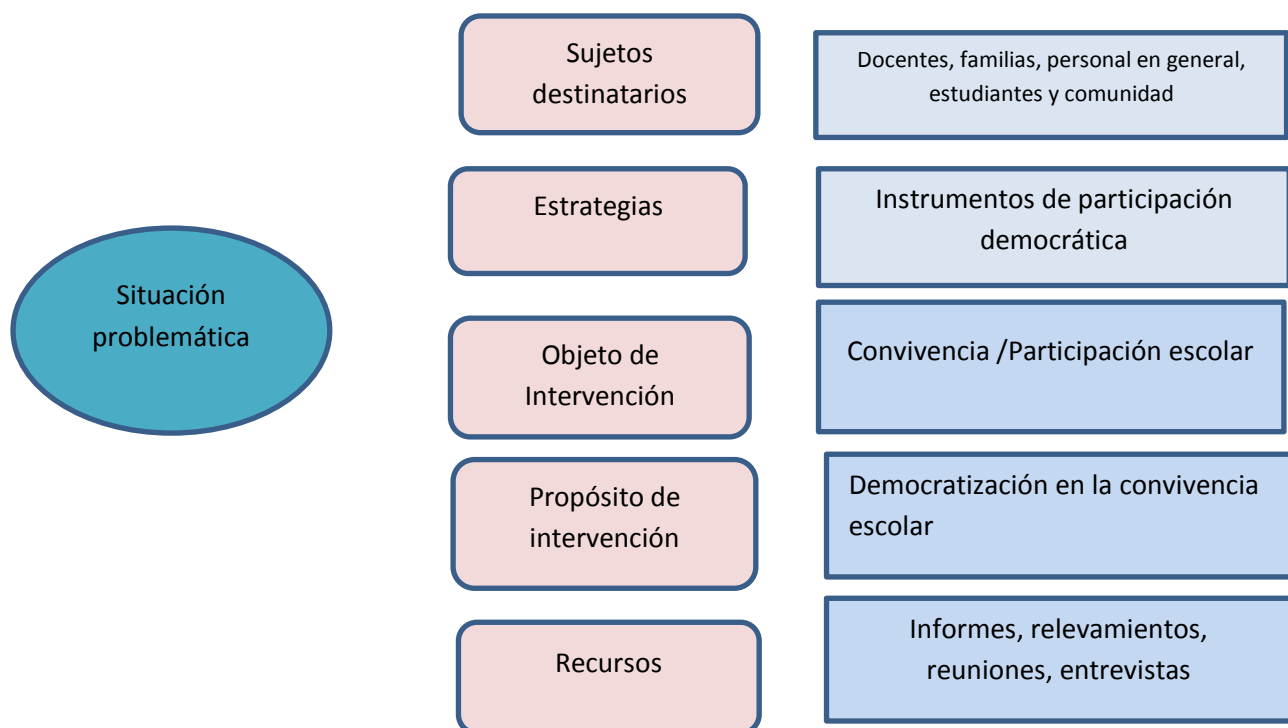 Sujetos
destinatarios
Docentes, familias, personal en general,
estudiantes y comunidad
Estrategias
Instrumentos de participación
democrática
Situación
problemática
Objeto de
Intervención
Convivencia /Participación escolar
Propósito de
intervención
Democratización en la convivencia
escolar
Recursos
Informes, relevamientos,
reuniones, entrevistas